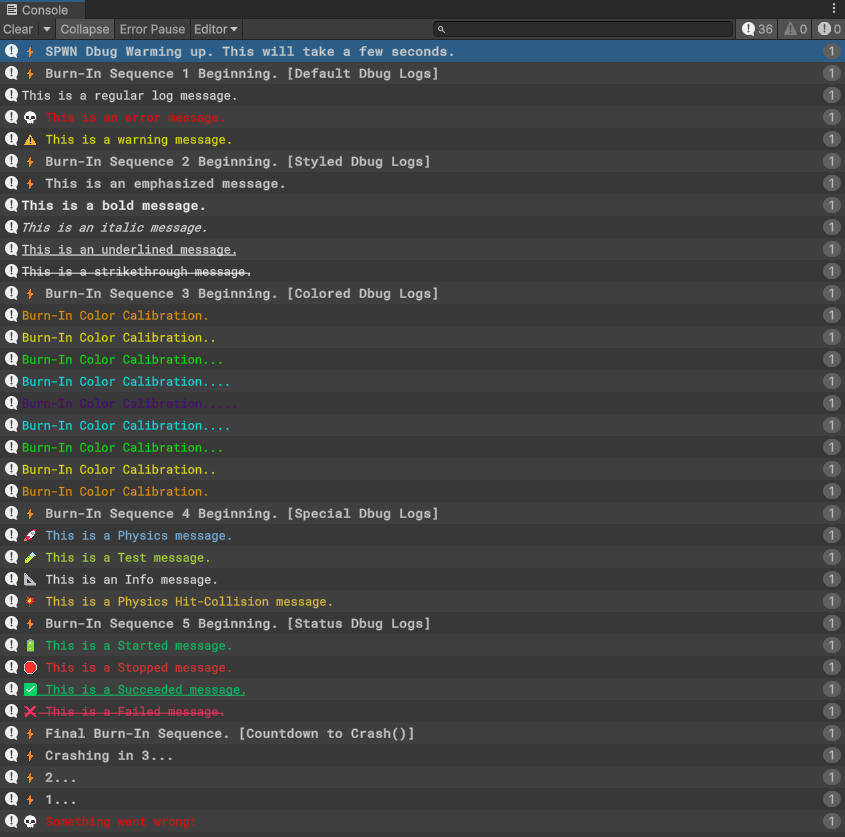 Console
Clear Collapse Error Pause Editor 36 0 0
SPWN Dbug Warming up. This will take a few seconds. 1
Burn-In Sequence 1 Beginning. [Default Dbug Logs] 1
This is a regular log message. 1
This is an error message. 1
This is a warning message. 1
Burn-In Sequence 2 Beginning. [Styled Dbug Logs] 1
This is an emphasized message. 1
This is a bold message. 1
This is an italic message. 1
This is an underlined message. 1
This is a strikethrough message. 1
Burn-In Sequence 3 Beginning. [Colored Dbug Logs] 1
Burn-In Color Calibration. 1
Burn-In Color Calibration.. 1
Burn-In Color Calibration... 1
Burn-In Color Calibration.... 1
Burn-In Color Calibration..... 1
Burn-In Color Calibration.... 1
Burn-In Color Calibration... 1
Burn-In Color Calibration.. 1
Burn-In Color Calibration. 1
Burn-In Sequence 4 Beginning. [Special Dbug Logs] 1
This is a Physics message. 1
This is a Test message. 1
This is an Info message. 1
This is a Physics Hit-Collision message. 1
Burn-In Sequence 5 Beginning. [Status Dbug Logs] 1
This is a Started message. 1
This is a Stopped message. 1
This is a Succeeded message. 1
This is a Failed message. 1
Final Burn-In Sequence. [Countdown to Crash()] 1
Crashing in 3... 1
2... 1
1... 1
Something went wrong! 1